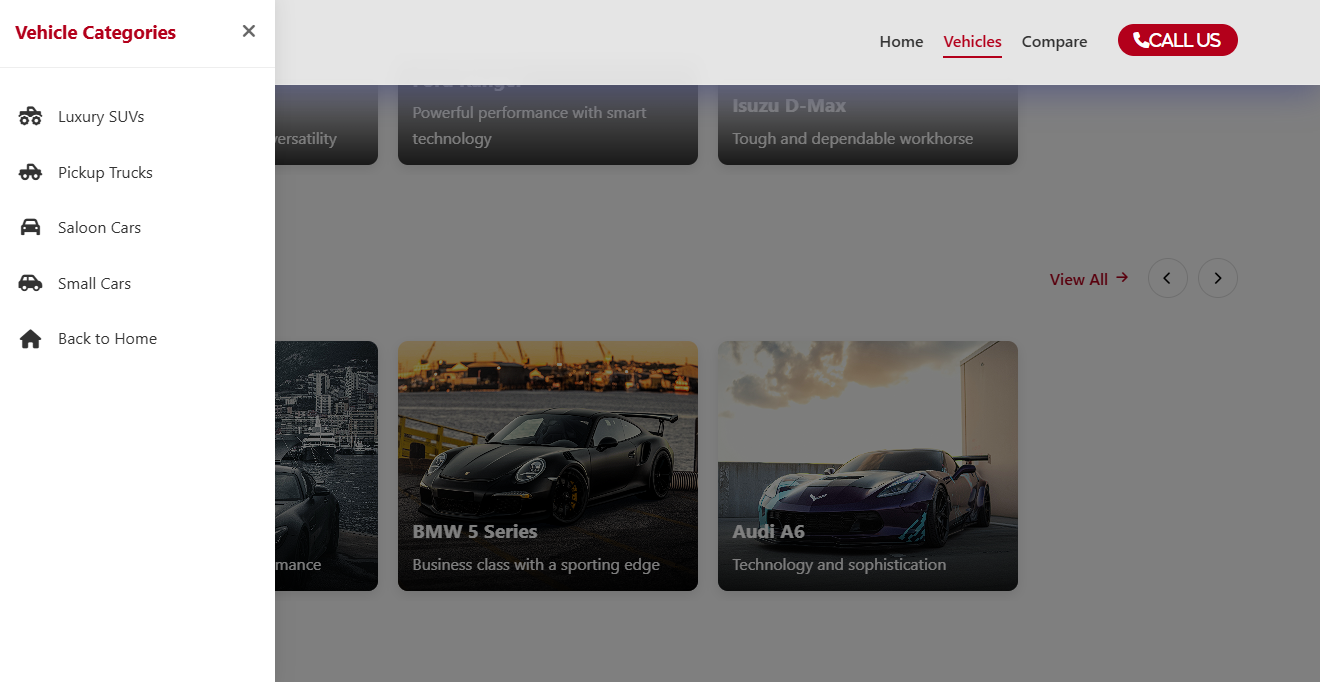 Vehicle Categories
Luxury SUVs
Pickup Trucks
Saloon Cars
Small Cars
Back to Home
Home
Vehicles
Compare
CALL US
versatility
Ford Ranger
Powerful performance with smart
technology
Isuzu D-Max
Tough and dependable workhorse
View All
mance
BMW 5 Series
Business class with a sporting edge
Audi A6
Technology and sophistication